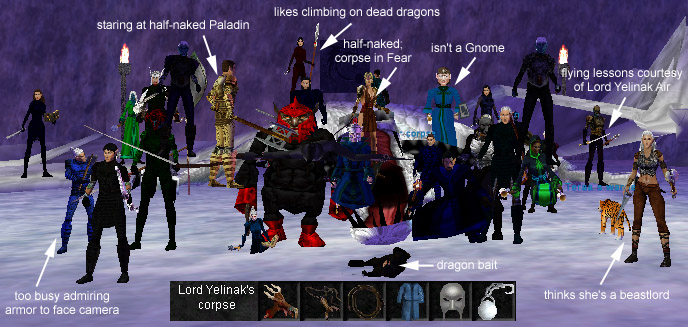 likes climbing on dead dragons
staring at half-naked Paladin
half-naked;
corpse in Fear
isn't a Gnome
flying lessons courtesy
of Lord Yelinak Air
too busy admiring
armor to face camera
dragon bait
thinks she's a beastlord
Lord Yelinak's
corpse